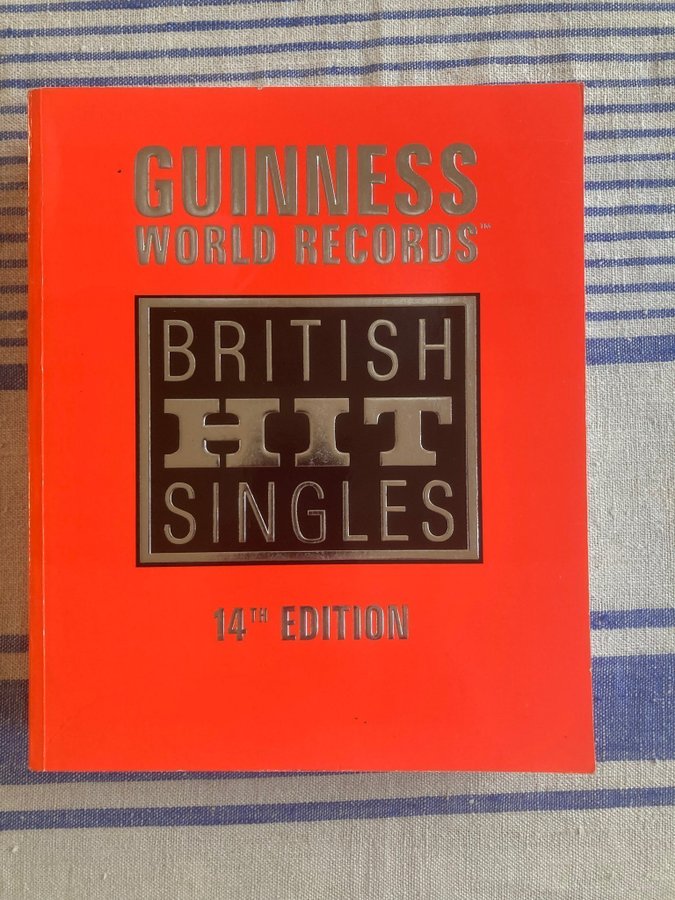 GUINNESS
WORLD RECORDS™
BRITISH
HIT
SINGLES
14TH EDITION